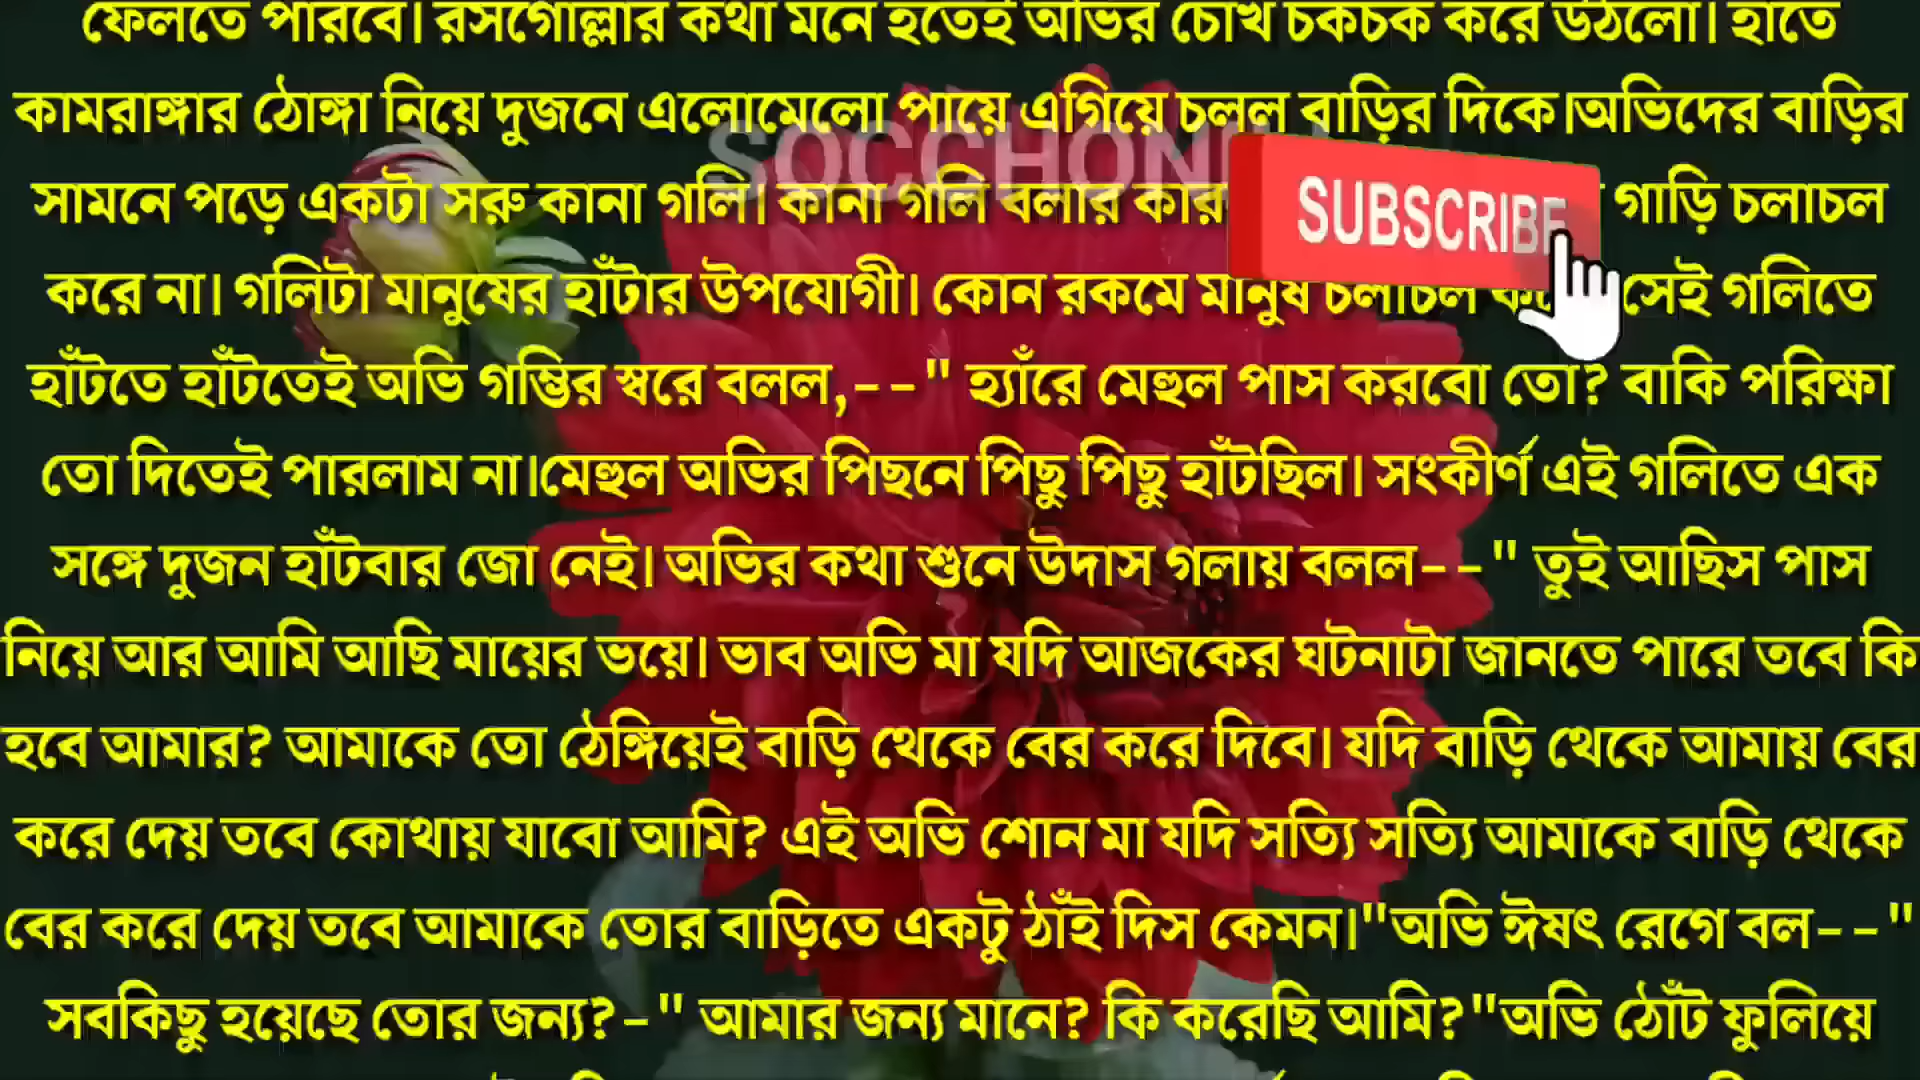 ফেলতে পারবে। রসগোল্লার কথা মনে হতেই অভির চোখ চকচক করে উঠলো। হাতে
কামরাঙ্গার ঠোঙ্গা নিয়ে দুজনে এলোমেলো পায়ে এগিয়ে চলল বাড়ির দিকে।অভিদের বাড়ির
SOCCHON
সামনে পড়ে একটা সরু কানা গলি। কানা গলি বলার কার গাড়ি চলাচল
SUBSCRIBE
করে না। গলিটা মানুষের হাঁটার উপযোগী। কোন রকমে মানুষ চলাচল সেই গলিতে
হাঁটতে হাঁটতেই অভি গম্ভির স্বরে বলল,--" হ্যাঁরে মেহুল পাস করবো তো? বাকি পরিক্ষা
তো দিতেই পারলাম না।মেহুল অভির পিছনে পিছু পিছু হাঁটছিল। সংকীর্ণ এই গলিতে এক
সঙ্গে দুজন হাঁটবার জো নেই। অভির কথা শুনে উদাস গলায় বলল--" তুই আছিস পাস
নিয়ে আর আমি আছি মায়ের ভয়ে। ভাব অভি মা যদি আজকের ঘটনাটা জানতে পারে তবে কি
হবে আমার? আমাকে তো ঠেঙ্গিয়েই বাড়ি থেকে বের করে দিবে। যদি বাড়ি থেকে আমায় বের
করে দেয় তবে কোথায় যাবো আমি? এই অভি শোন মা যদি সত্যি সত্যি আমাকে বাড়ি থেকে
বের করে দেয় তবে আমাকে তোর বাড়িতে একটু ঠাঁই দিস কেমন।"অভি ঈষৎ রেগে বল--"
সবকিছু হয়েছে তোর জন্য?-" আমার জন্য মানে? কি করেছি আমি?"অভি ঠোঁট ফুলিয়ে